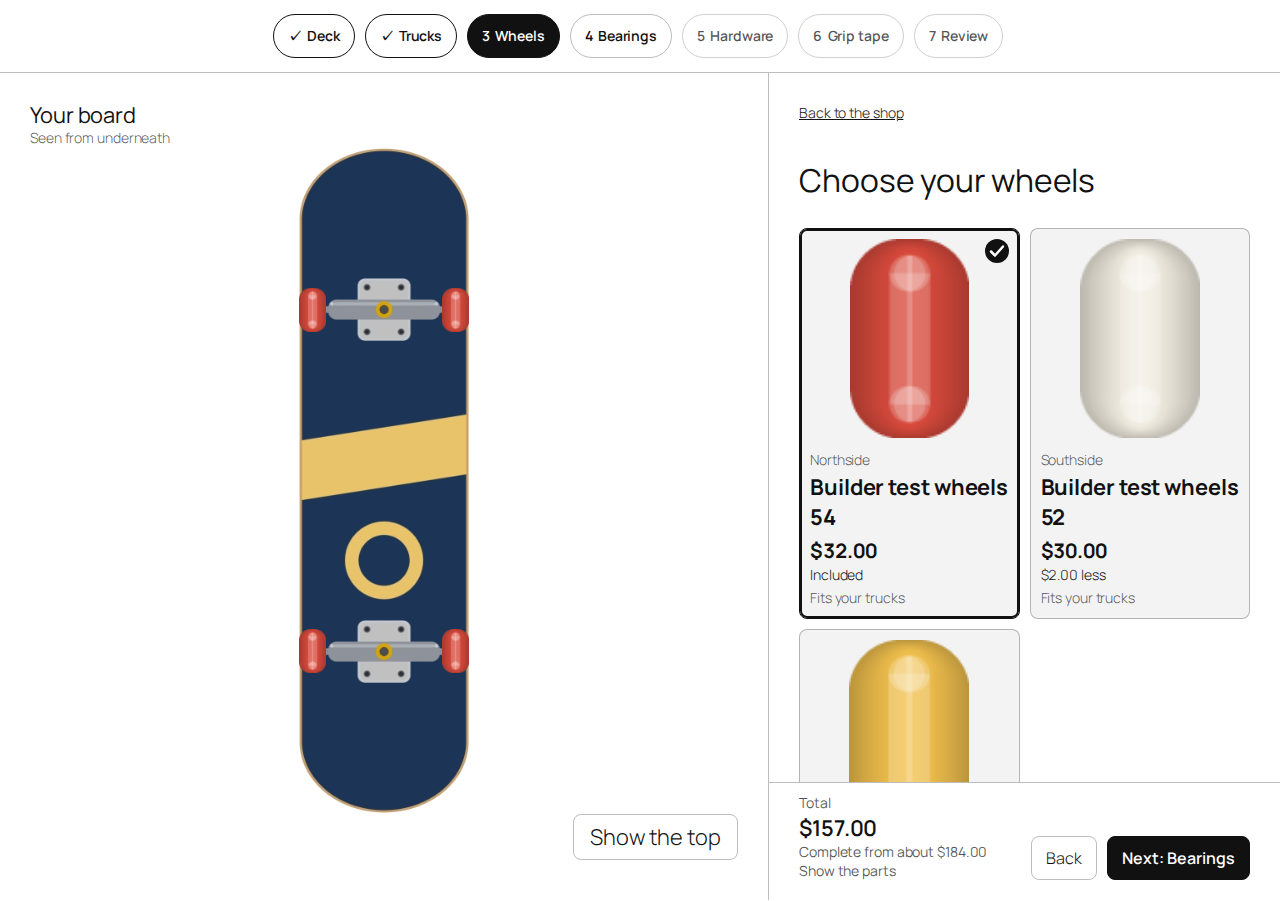 ✓ Deck
✓ Trucks
3 Wheels
4 Bearings
5 Hardware
6 Grip tape
7 Review
Your board
Seen from underneath
Show the top
Back to the shop
Choose your wheels
Northside
Builder test wheels
54
$32.00
Included
Fits your trucks
Southside
Builder test wheels
52
$30.00
$2.00 less
Fits your trucks
Total
$157.00
Complete from about $184.00
Show the parts
Back
Next: Bearings